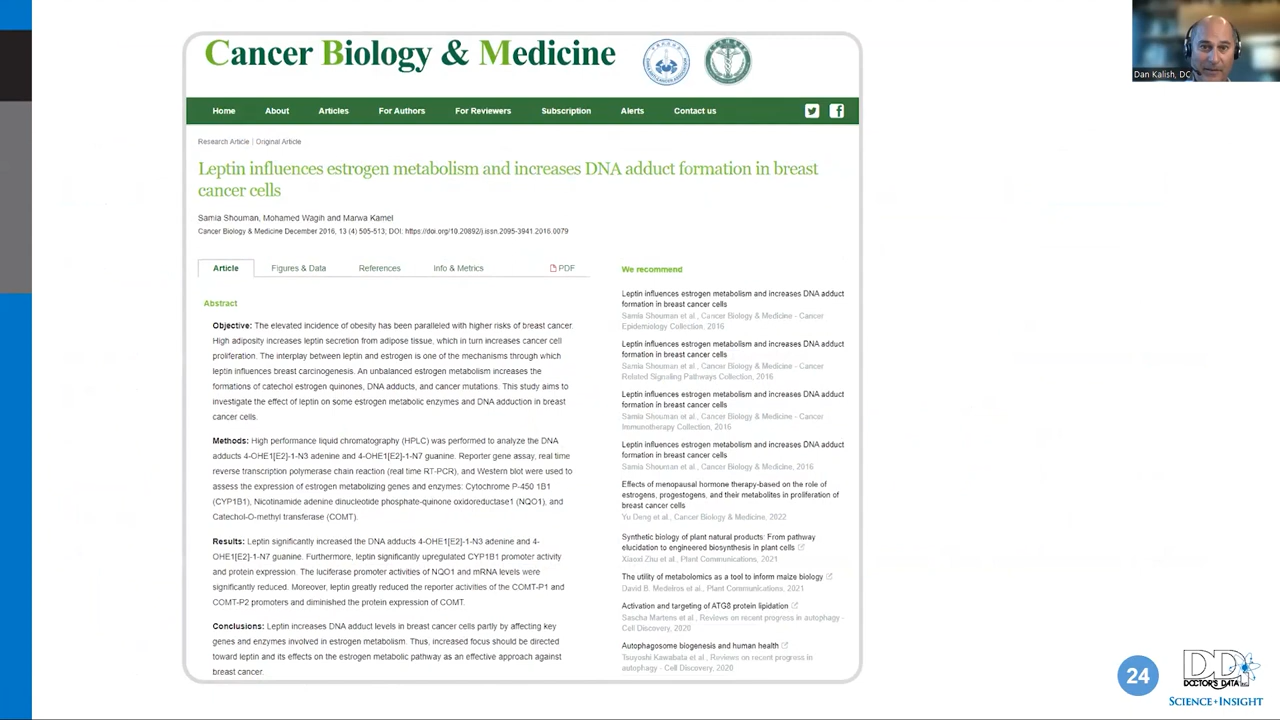 Cancer Biology & Medicine
Dan Kalish, DC
Home About Articles For Authors For Reviewers Subscription Alerts Contact us
Research Article | Original Article
Leptin influences estrogen metabolism and increases DNA adduct formation in breast
cancer cells
Samia Shouman, Mohamed Wagih and Marwa Kamel
Cancer Biology & Medicine December 2016, 13 (4) 505-513; DOI: https://doi.org/10.20892/j.issn.2095-3941.2016.0079
Article Figures & Data References Info & Metrics PDF
Abstract
Objective: The elevated incidence of obesity has been paralleled with higher risks of breast cancer.
High adiposity increases leptin secretion from adipose tissue, which in turn increases cancer cell
proliferation. The interplay between leptin and estrogen is one of the mechanisms through which
leptin influences breast carcinogenesis. An unbalanced estrogen metabolism increases the
formations of catechol estrogen quinones, DNA adducts, and cancer mutations. This study aims to
investigate the effect of leptin on some estrogen metabolic enzymes and DNA adduction in breast
cancer cells.
Methods: High performance liquid chromatography (HPLC) was performed to analyze the DNA
adducts 4-OHE1[E2]-1-N3 adenine and 4-OHE1[E2]-1-N7 guanine. Reporter gene assay, real time
reverse transcription polymerase chain reaction (real time RT-PCR), and Western blot were used to
assess the expression of estrogen metabolizing genes and enzymes: Cytochrome P-450 1B1
(CYP1B1), Nicotinamide adenine dinucleotide phosphate-quinone oxidoreductase1 (NQO1), and
Catechol-O-methyl transferase (COMT).
Results: Leptin significantly increased the DNA adducts 4-OHE1[E2]-1-N3 adenine and 4-
OHE1[E2]-1-N7 guanine. Furthermore, leptin significantly upregulated CYP1B1 promoter activity
and protein expression. The luciferase promoter activities of NQO1 and mRNA levels were
significantly reduced. Moreover, leptin greatly reduced the reporter activities of the COMT-P1 and
COMT-P2 promoters and diminished the protein expression of COMT.
Conclusions: Leptin increases DNA adduct levels in breast cancer cells partly by affecting key
genes and enzymes involved in estrogen metabolism. Thus, increased focus should be directed
toward leptin and its effects on the estrogen metabolic pathway as an effective approach against
breast cancer.
We recommend
Leptin influences estrogen metabolism and increases DNA adduct
formation in breast cancer cells
Samia Shouman et al., Cancer Biology & Medicine - Cancer
Epidemiology Collection, 2016
Leptin influences estrogen metabolism and increases DNA adduct
formation in breast cancer cells
Samia Shouman et al., Cancer Biology & Medicine - Cancer
Related Signaling Pathways Collection, 2016
Leptin influences estrogen metabolism and increases DNA adduct
formation in breast cancer cells
Samia Shouman et al., Cancer Biology & Medicine - Cancer
Immunotherapy Collection, 2016
Leptin influences estrogen metabolism and increases DNA adduct
formation in breast cancer cells
Samia Shouman et al., Cancer Biology & Medicine, 2016
Effects of menopausal hormone therapy-based on the role of
estrogens, progestogens, and their metabolites in proliferation of
breast cancer cells
Yu Deng et al., Cancer Biology & Medicine, 2022
Synthetic biology of plant natural products: From pathway
elucidation to engineered biosynthesis in plant cells
Xiaoxi Zhu et al., Plant Communications, 2021
The utility of metabolomics as a tool to inform maize biology
David B. Medeiros et al., Plant Communications, 2021
Activation and targeting of ATG8 protein lipidation
Sascha Martens et al., Reviews on recent progress in autophagy -
Cell Discovery, 2020
Autophagosome biogenesis and human health
Tsuyoshi Kawabata et al., Reviews on recent progress in
autophagy - Cell Discovery, 2020
24
DDI
DOCTOR'S DATA
SCIENCE + INSIGHT